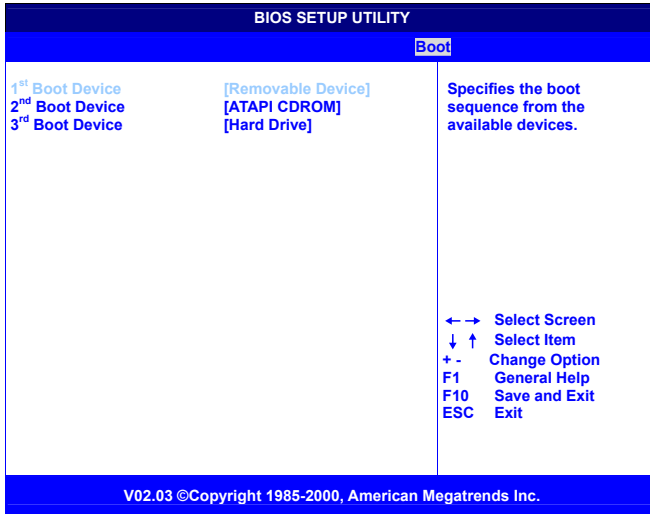 BIOS SETUP UTILITY
Boot
1st Boot Device [Removable Device]
2nd Boot Device [ATAPI CDROM]
3rd Boot Device [Hard Drive]
Specifies the boot
sequence from the
available devices.
←→ Select Screen
↓↑ Select Item
+ - Change Option
F1 General Help
F10 Save and Exit
ESC Exit
V02.03 ©Copyright 1985-2000, American Megatrends Inc.